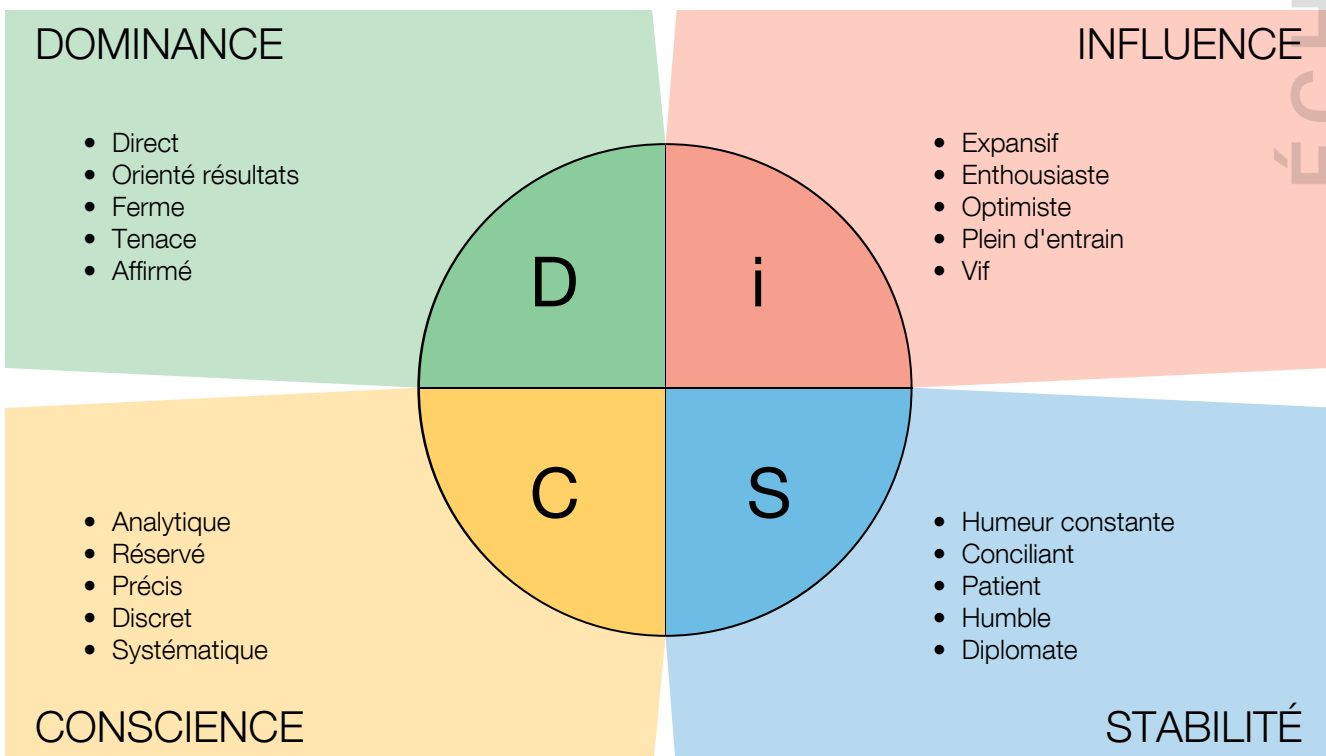 DOMINANCE
• Direct
• Orienté résultats
• Ferme
• Tenace
• Affirmé
INFLUENCE
• Expansif
• Enthousiaste
• Optimiste
• Plein d'entrain
• Vif
D
i
C
S
• Analytique
• Réservé
• Précis
• Discret
• Systématique
CONSCIENCE
• Humeur constante
• Conciliant
• Patient
• Humble
• Diplomate
STABILITÉ